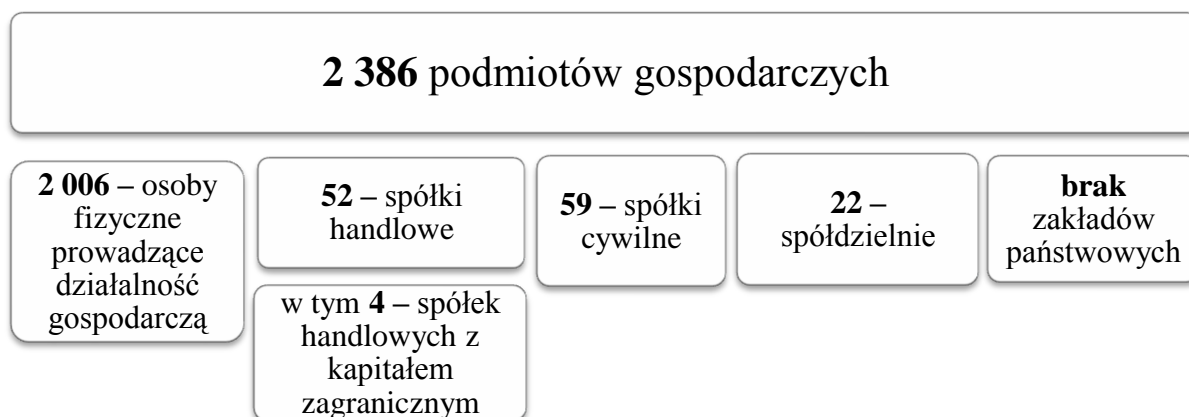 2 386 podmiotów gospodarczych
2 006 – osoby
fizyczne
prowadzące
działalność
gospodarczą
52 – spółki
handlowe
w tym 4 – spółek
handlowych z
kapitałem
zagranicznym
59 – spółki
cywilne
22 –
spółdzielnie
brak
zakładów
państwowych